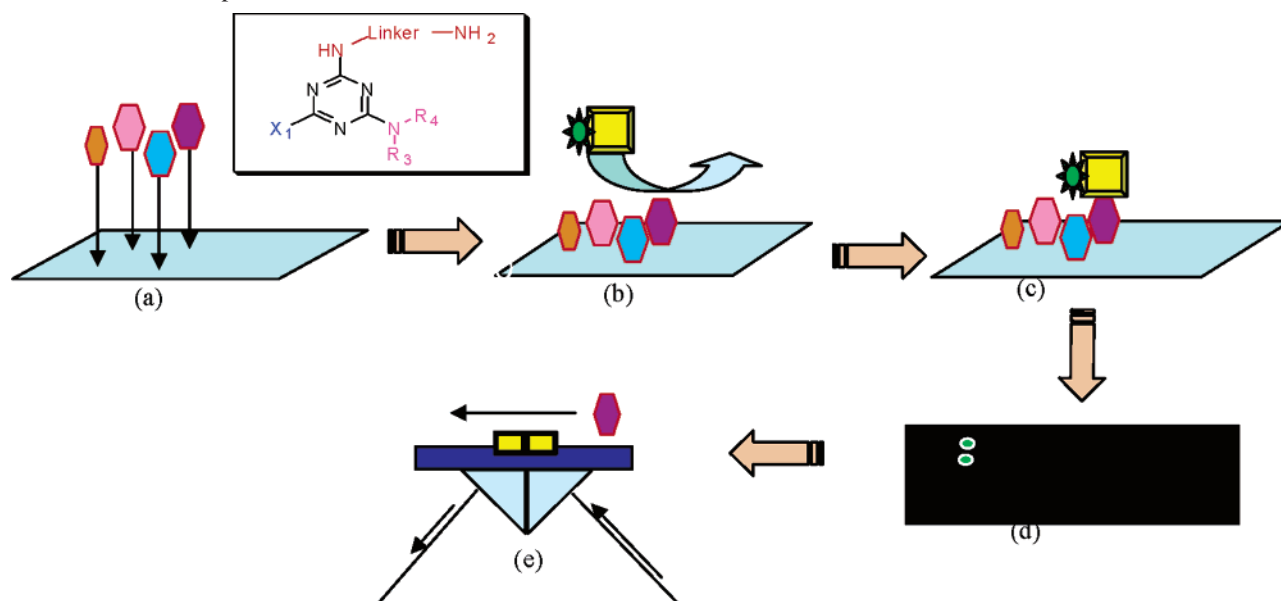 HN Linker —NH2
N N
X1 N N R4
R3
(a)
(b)
(c)
(d)
(e)